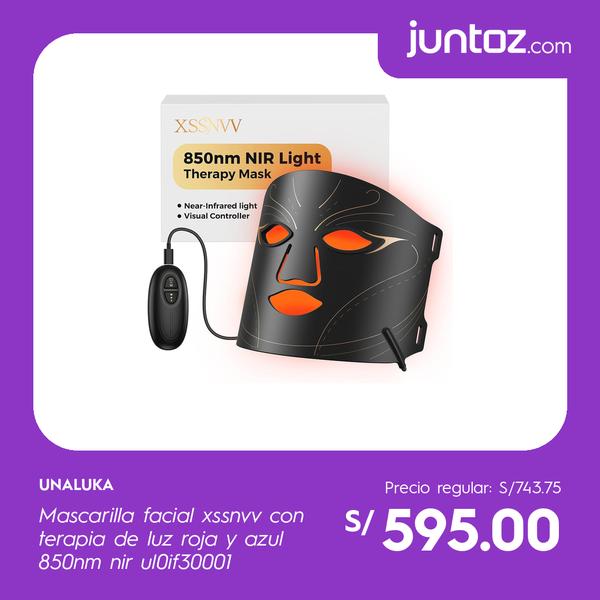 juntoz.com
XSSNVV
850nm NIR Light
Therapy Mask
• Near-Infrared light
• Visual Controller
UNALUKA
Mascarilla facial xssnvv con
terapia de luz roja y azul
850nm nir ul0if30001
Precio regular: S/743.75
S/ 595.00